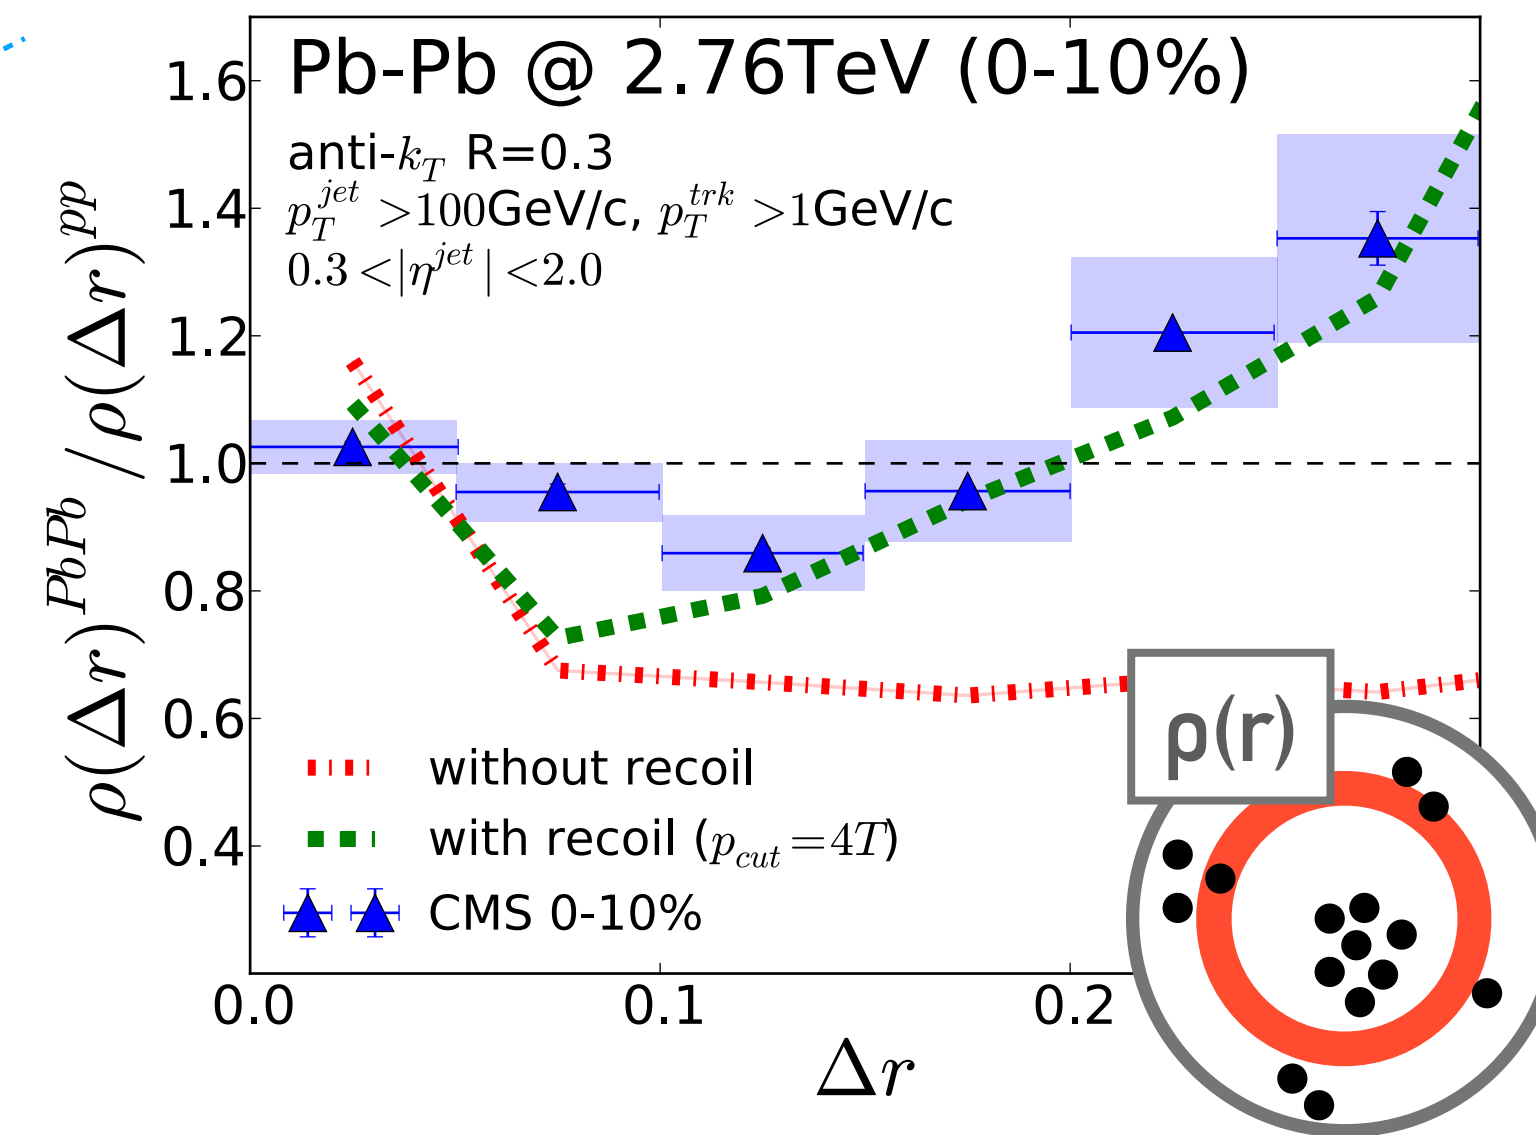 Pb-Pb @ 2.76TeV (0-10%)
anti-k_T R=0.3
p_T^{jet} >100GeV/c, p_T^{trk} >1GeV/c
0.3<|η^{jet}|<2.0
ρ(Δr)^{PbPb}/ρ(Δr)^{pp}
1.6
1.4
1.2
1.0
0.8
0.6
0.4
without recoil
with recoil (p_{cut}=4T)
CMS 0-10%
ρ(r)
0.0 0.1 0.2
Δr